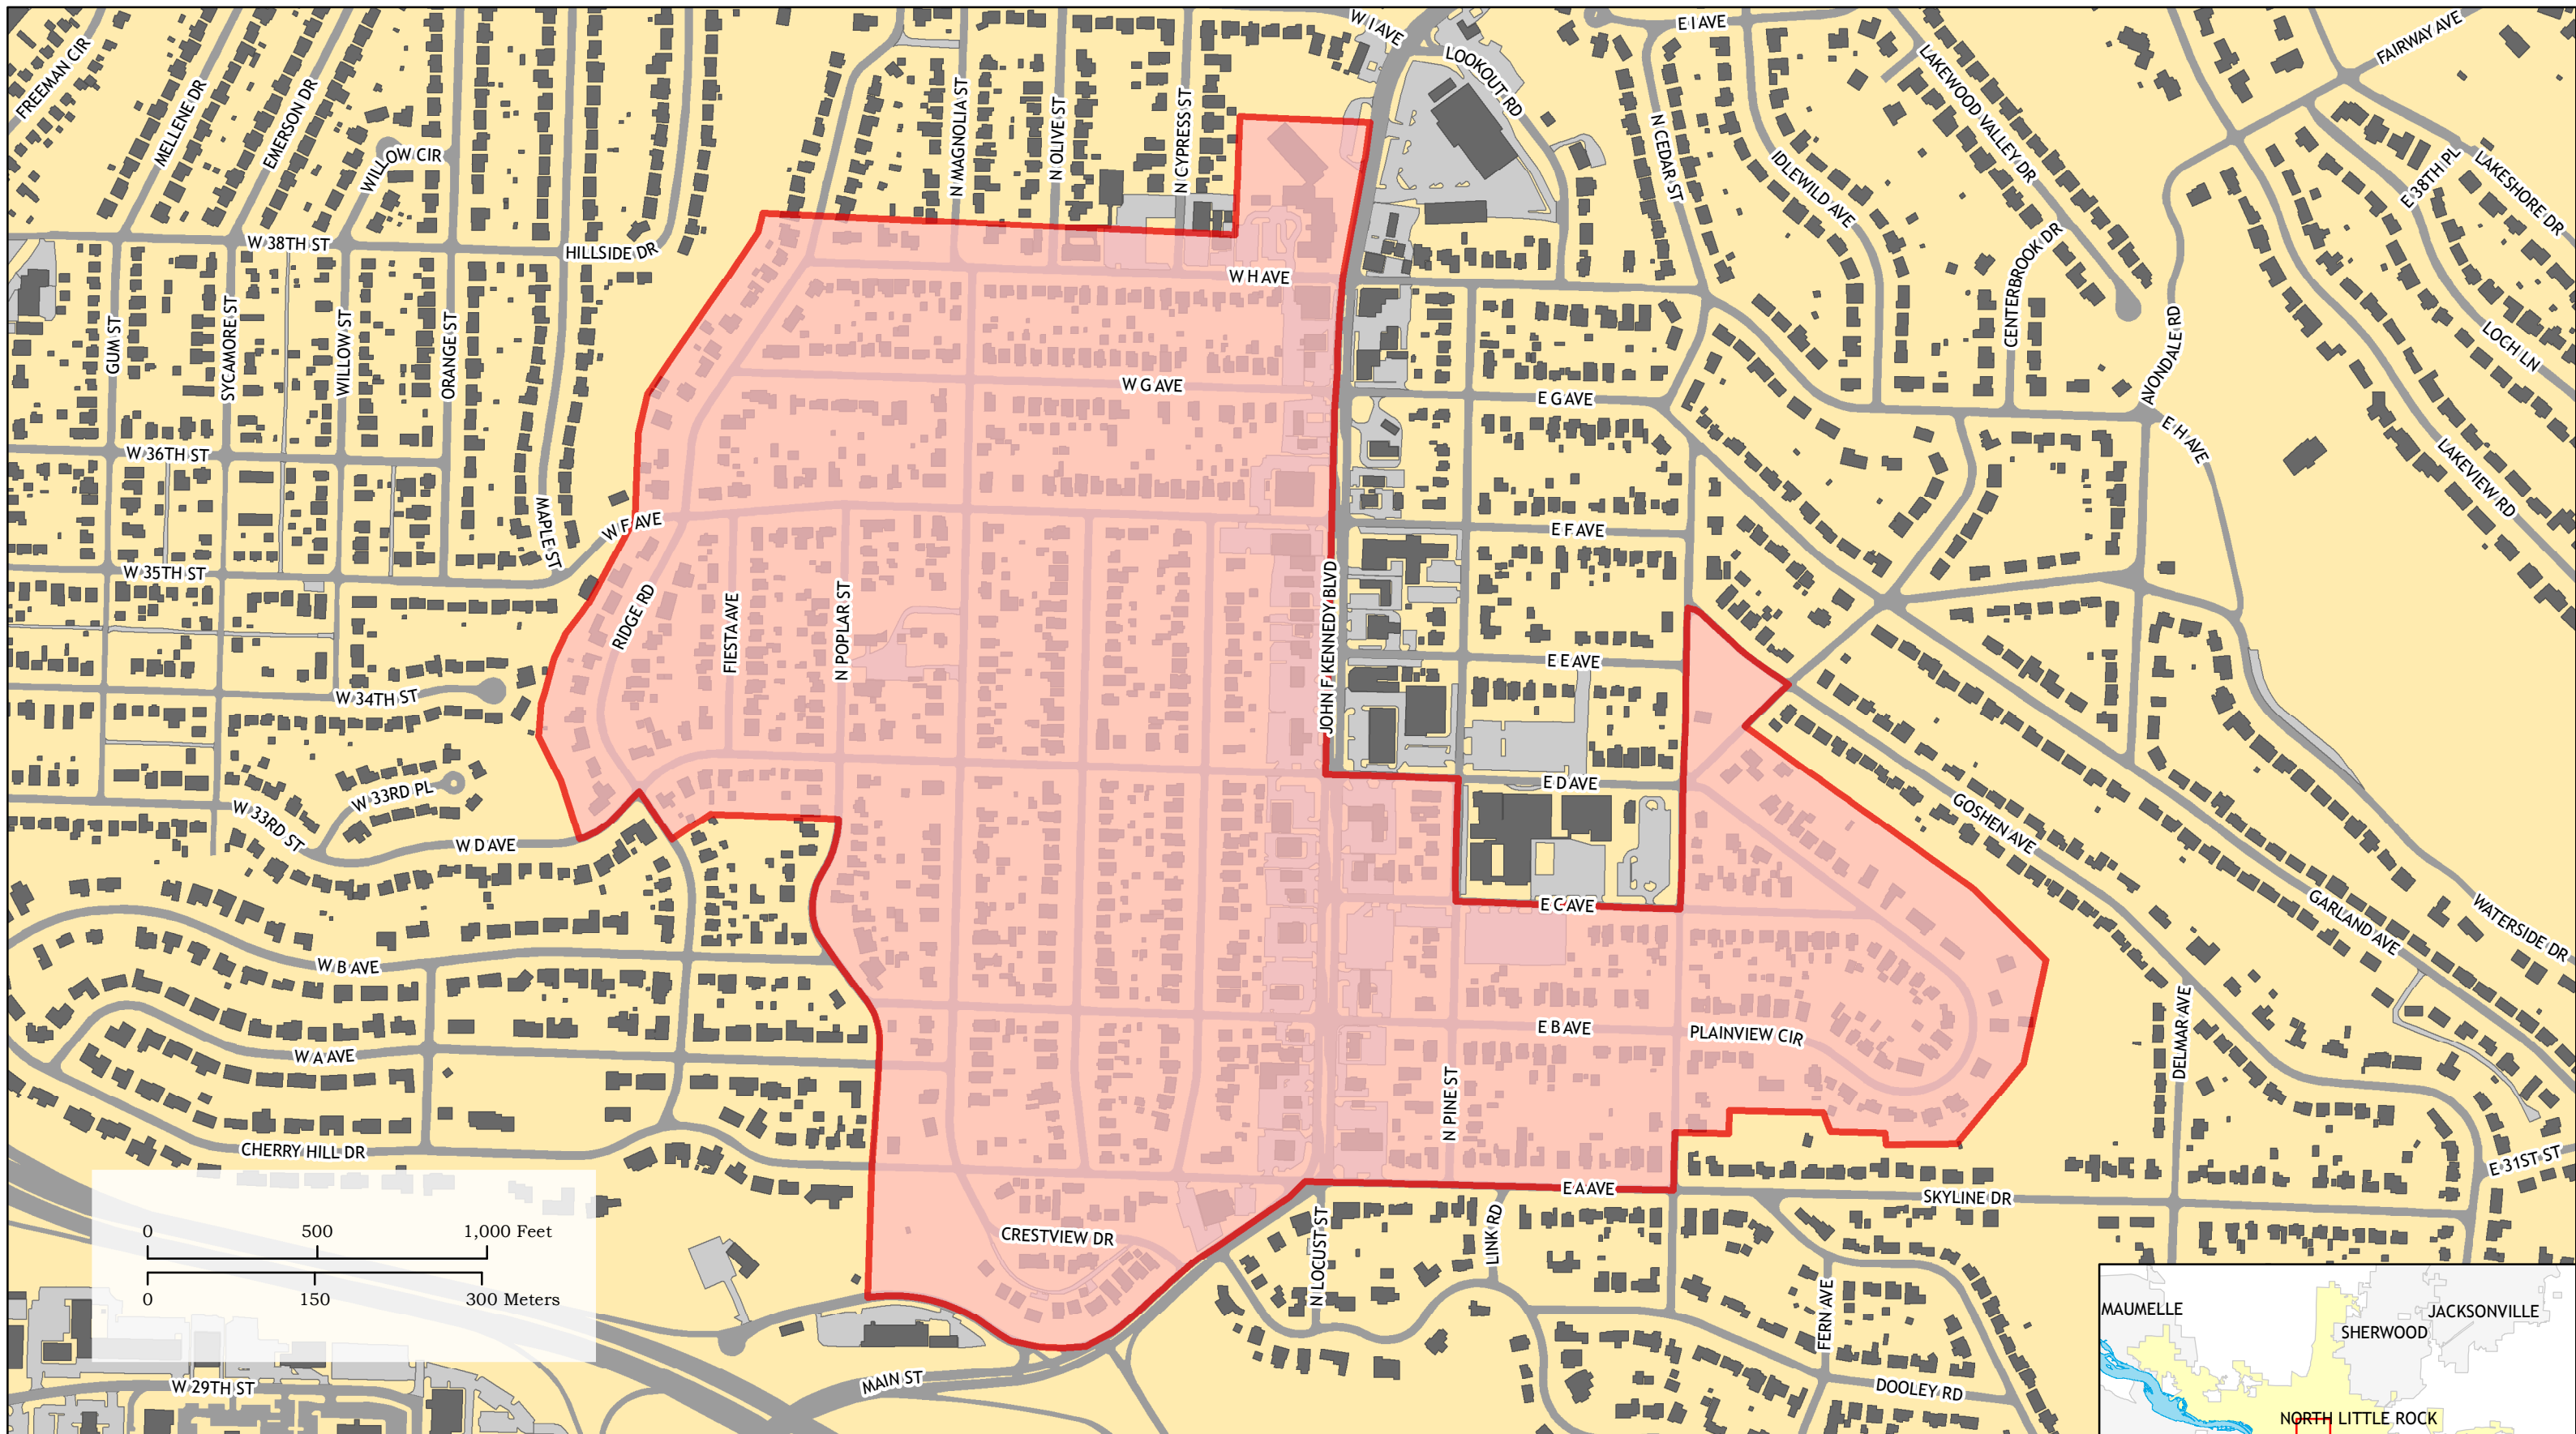 W I AVE
E I AVE
FAIRWAY AVE
FREEMAN CIR
MELLENE DR
EMERSON DR
WILLOW CIR
N MAGNOLIA ST
N OLIVE ST
N CYPRESS ST
LOOKOUT RD
N CEDAR ST
IDLEWILD AVE
LAKEWOOD VALLEY DR
E 38TH PL
LAKESHORE DR
W 38TH ST
HILLSIDE DR
W H AVE
CENTERBROOK DR
GUM ST
SYCAMORE ST
WILLOW ST
ORANGE ST
AVONDALE RD
LOCH LN
W G AVE
E G AVE
E H AVE
LAKEVIEW RD
W 36TH ST
MAPLE ST
W F AVE
E F AVE
W 35TH ST
RIDGE RD
FIESTA AVE
N POPLAR ST
JOHN F KENNEDY BLVD
E E AVE
W 34TH ST
W 33RD PL
W 33RD ST
W D AVE
E D AVE
GOSHEN AVE
E C AVE
GARLAND AVE
WATERSIDE DR
W B AVE
W A AVE
E B AVE
PLAINVIEW CIR
DELMAR AVE
N PINE ST
CHERRY HILL DR
E 31ST ST
E A AVE
SKYLINE DR
CRESTVIEW DR
N LOCUST ST
LINK RD
FERN AVE
0 500 1,000 Feet
0 150 300 Meters
MAIN ST
W 29TH ST
DOOLEY RD
MAUMELLE
JACKSONVILLE
SHERWOOD
NORTH LITTLE ROCK